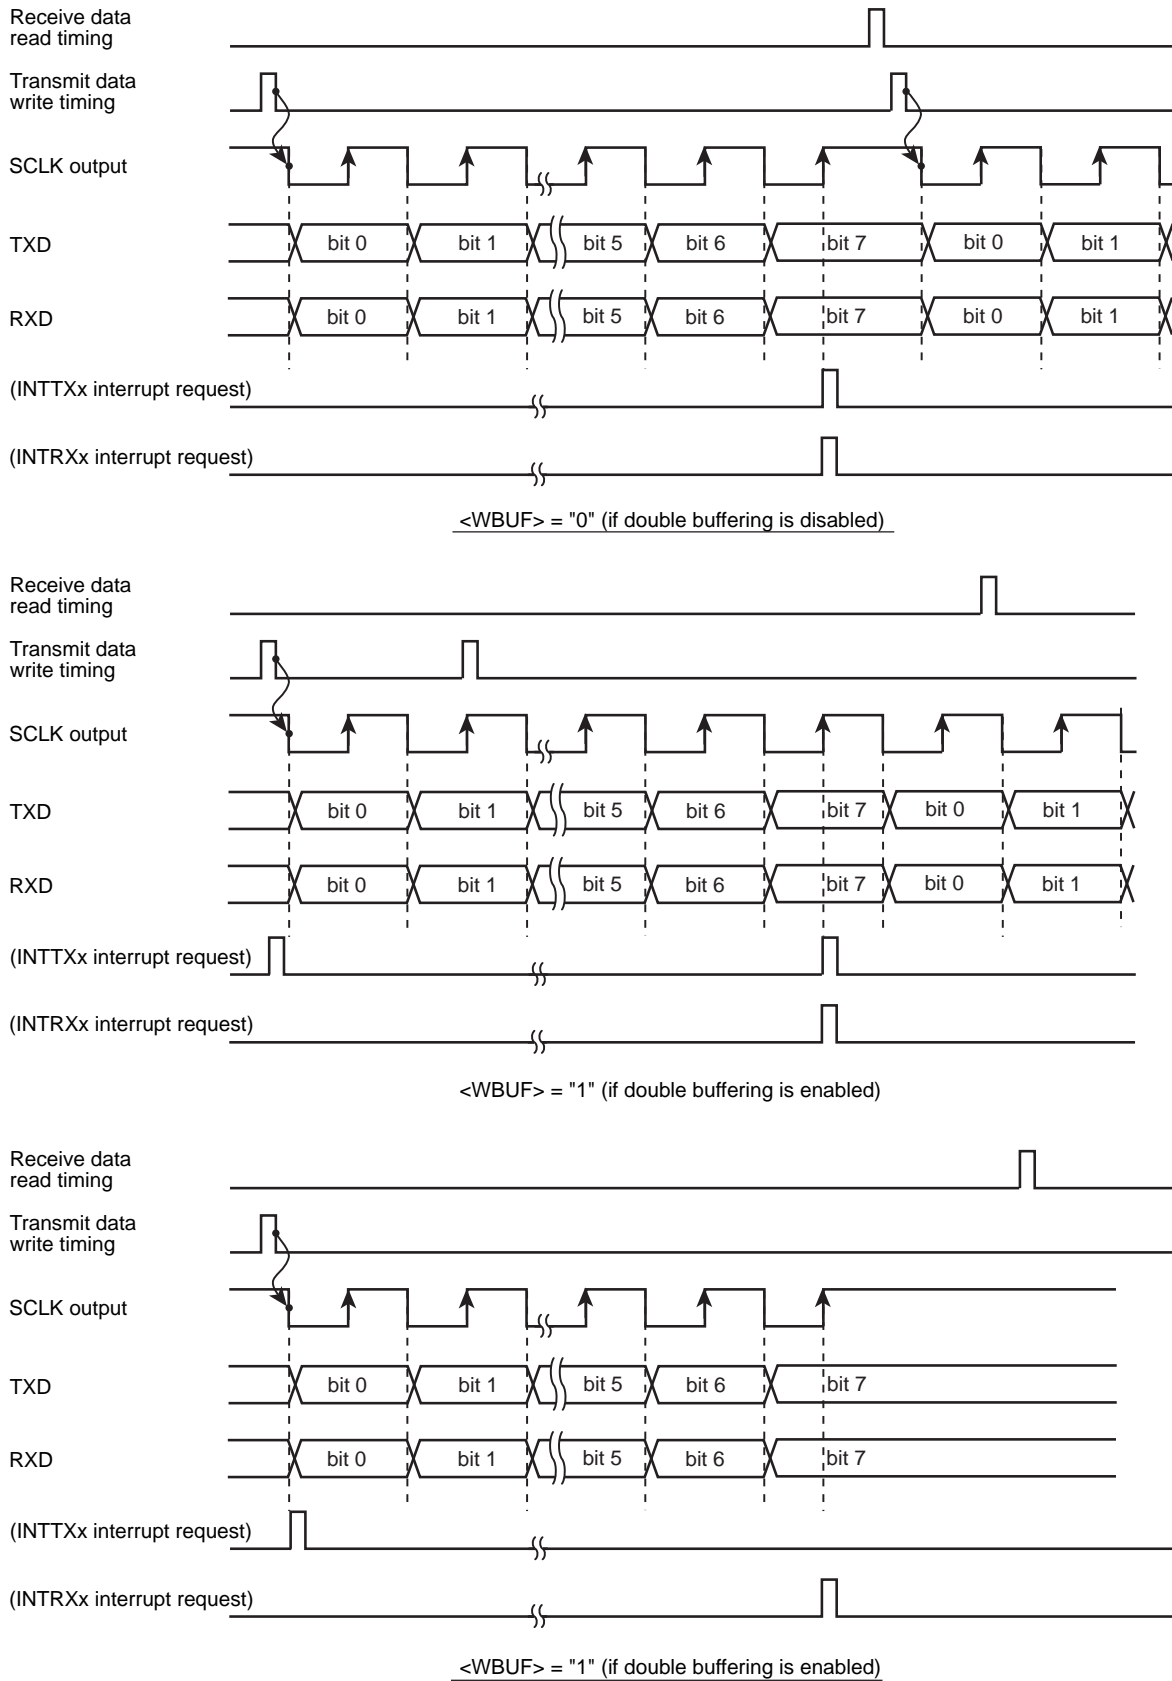 Receive data
read timing
Transmit data
write timing
SCLK output
TXD
bit 0
bit 1
bit 5
bit 6
bit 7
bit 0
bit 1
RXD
bit 0
bit 1
bit 5
bit 6
bit 7
bit 0
bit 1
(INTTXx interrupt request)
(INTRXx interrupt request)
<WBUF> = "0" (if double buffering is disabled)
Receive data
read timing
Transmit data
write timing
SCLK output
TXD
bit 0
bit 1
bit 5
bit 6
bit 7
bit 0
bit 1
RXD
bit 0
bit 1
bit 5
bit 6
bit 7
bit 0
bit 1
(INTTXx interrupt request)
(INTRXx interrupt request)
<WBUF> = "1" (if double buffering is enabled)
Receive data
read timing
Transmit data
write timing
SCLK output
TXD
bit 0
bit 1
bit 5
bit 6
bit 7
RXD
bit 0
bit 1
bit 5
bit 6
bit 7
(INTTXx interrupt request)
(INTRXx interrupt request)
<WBUF> = "1" (if double buffering is enabled)